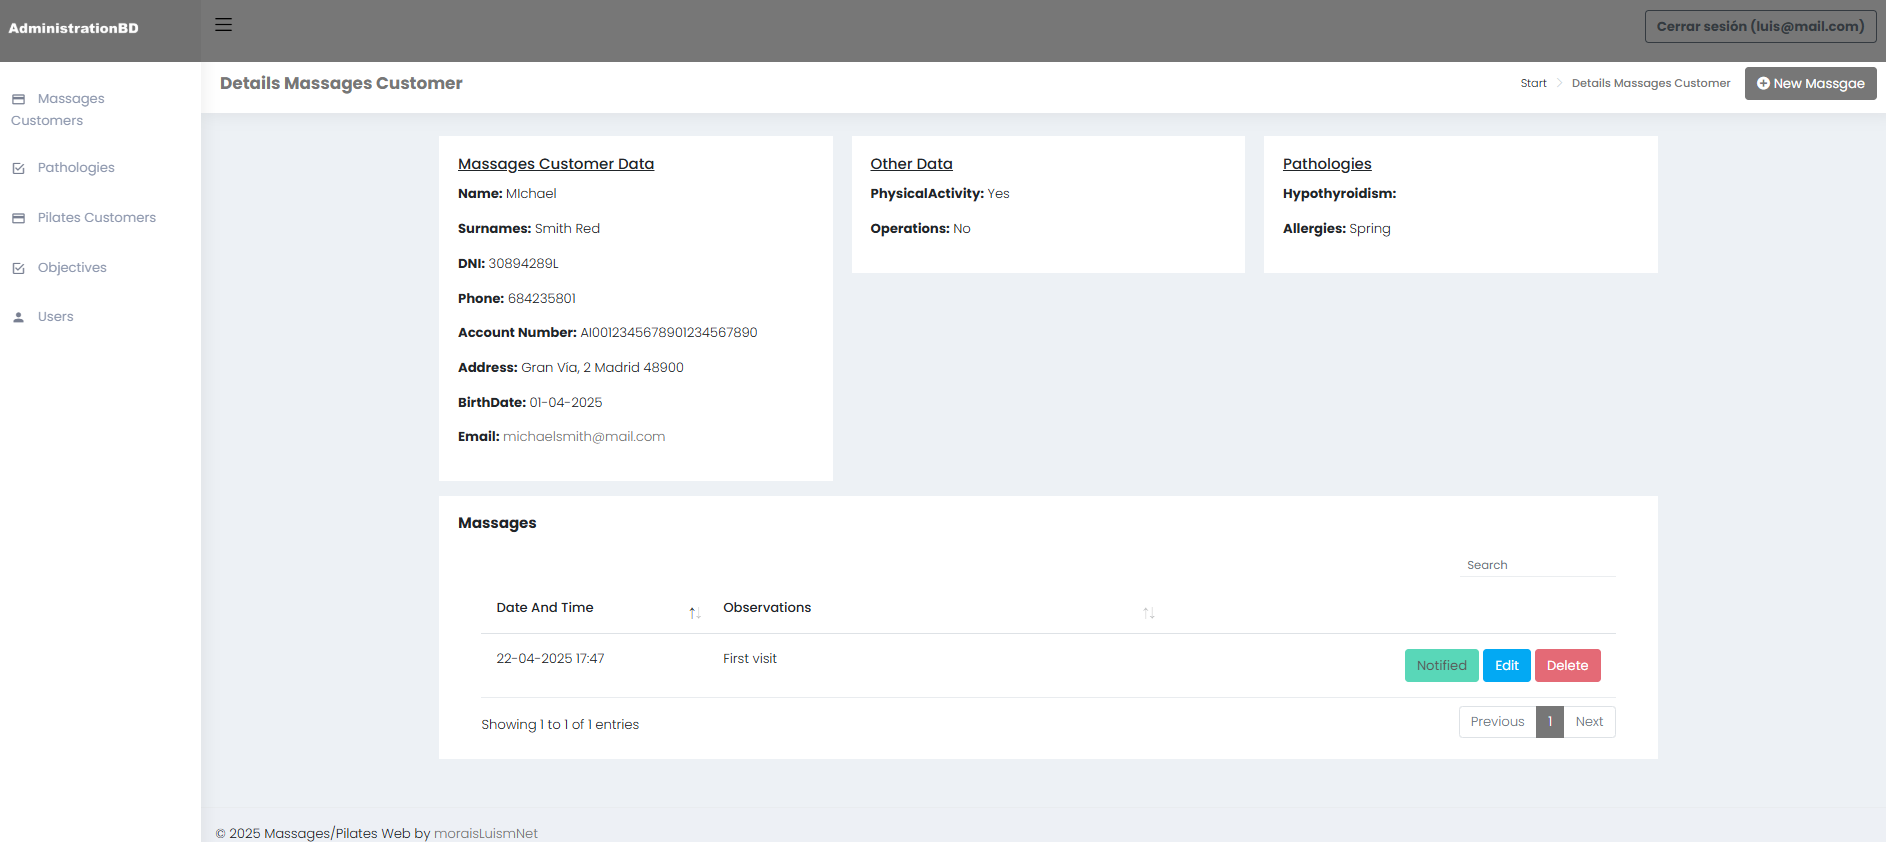 AdministrationBD
Cerrar sesión (luis@mail.com)
Massages
Customers
Pathologies
Pilates Customers
Objectives
Users
Details Massages Customer
Start
Details Massages Customer
New Massgae
Massages Customer Data
Name: MIchael
Surnames: Smith Red
DNI: 30894289L
Phone: 684235801
Account Number: AI0012345678901234567890
Address: Gran Vía, 2 Madrid 48900
BirthDate: 01-04-2025
Email: michaelsmith@mail.com
Other Data
PhysicalActivity: Yes
Operations: No
Pathologies
Hypothyroidism:
Allergies: Spring
Massages
Search
Date And Time Observations
22-04-2025 17:47 First visit Notified Edit Delete
Showing 1 to 1 of 1 entries
Previous 1 Next
© 2025 Massages/Pilates Web by moraisLuismNet